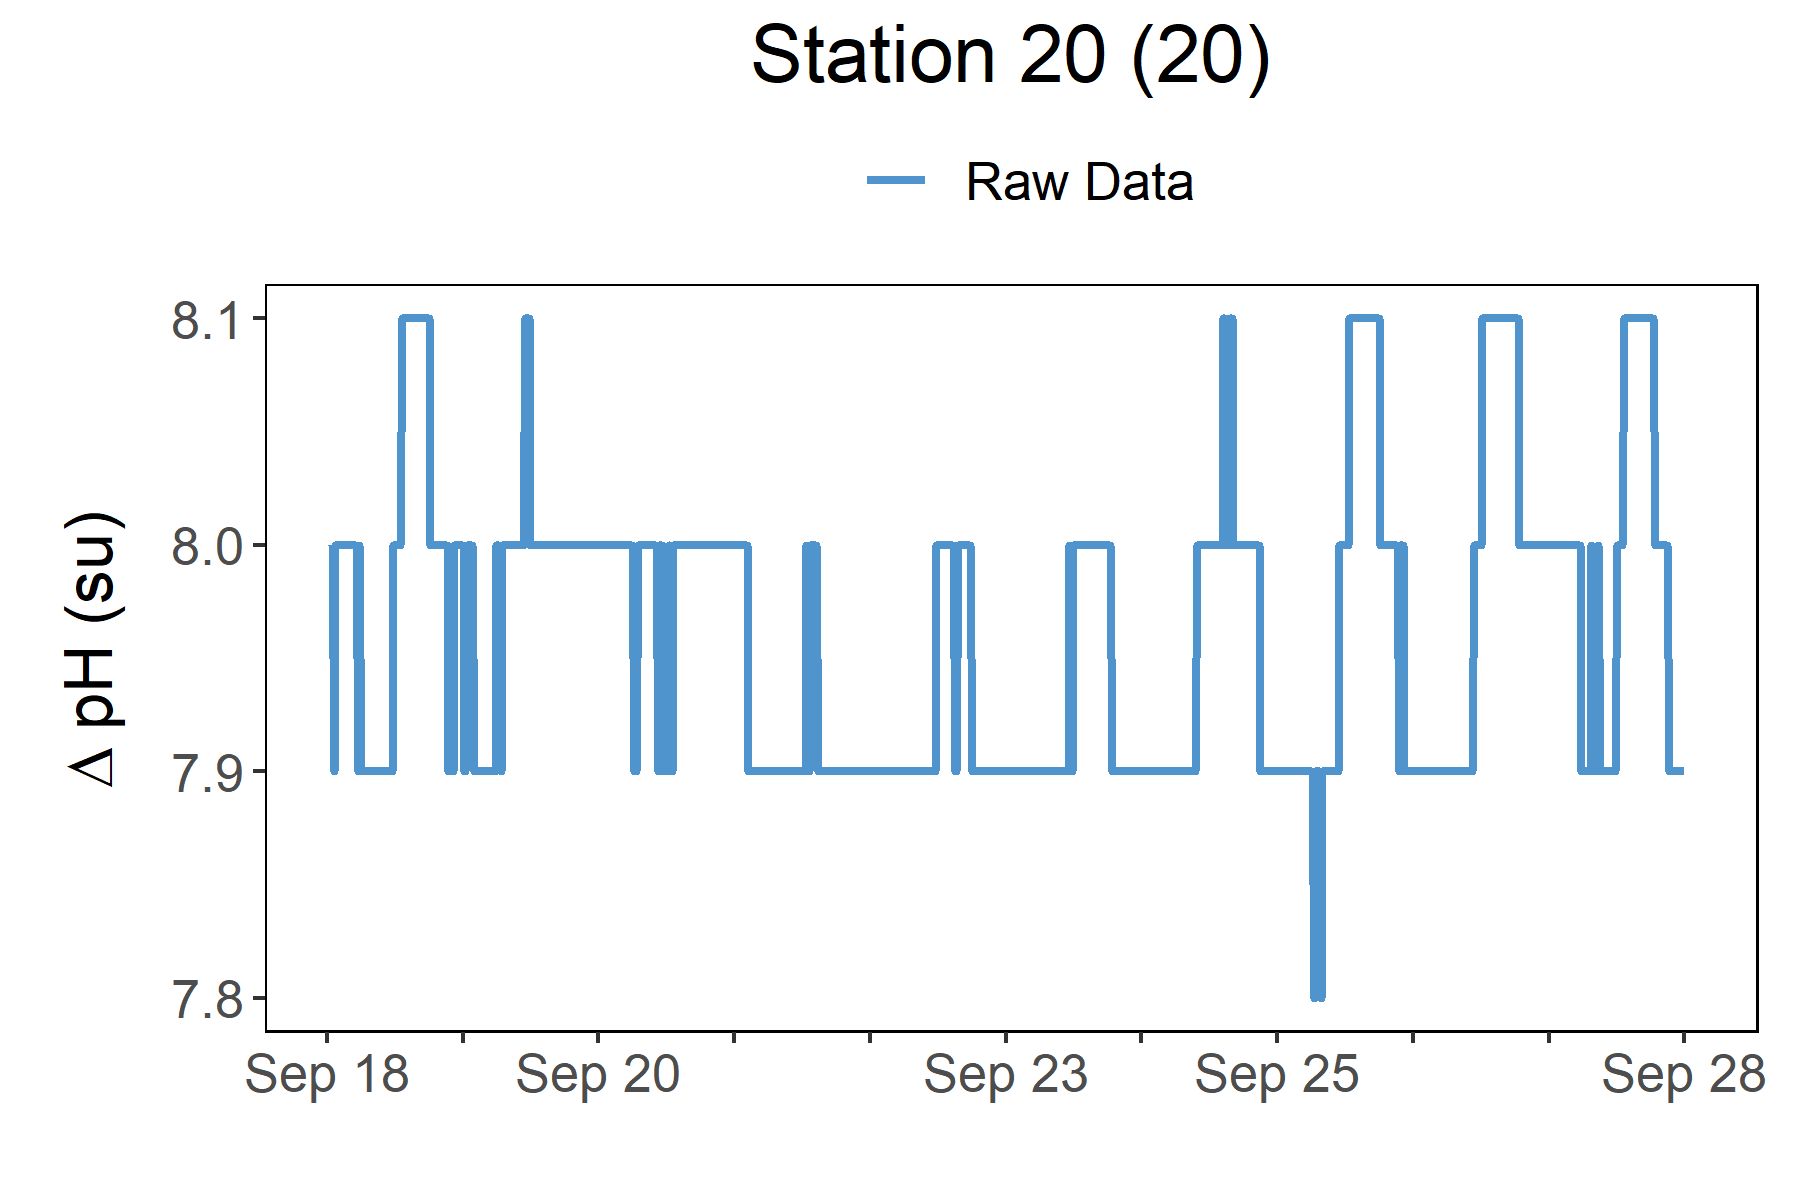 Station 20 (20)
Raw Data
Δ pH (su)
8.1
8.0
7.9
7.8
Sep 18 Sep 20 Sep 23 Sep 25 Sep 28